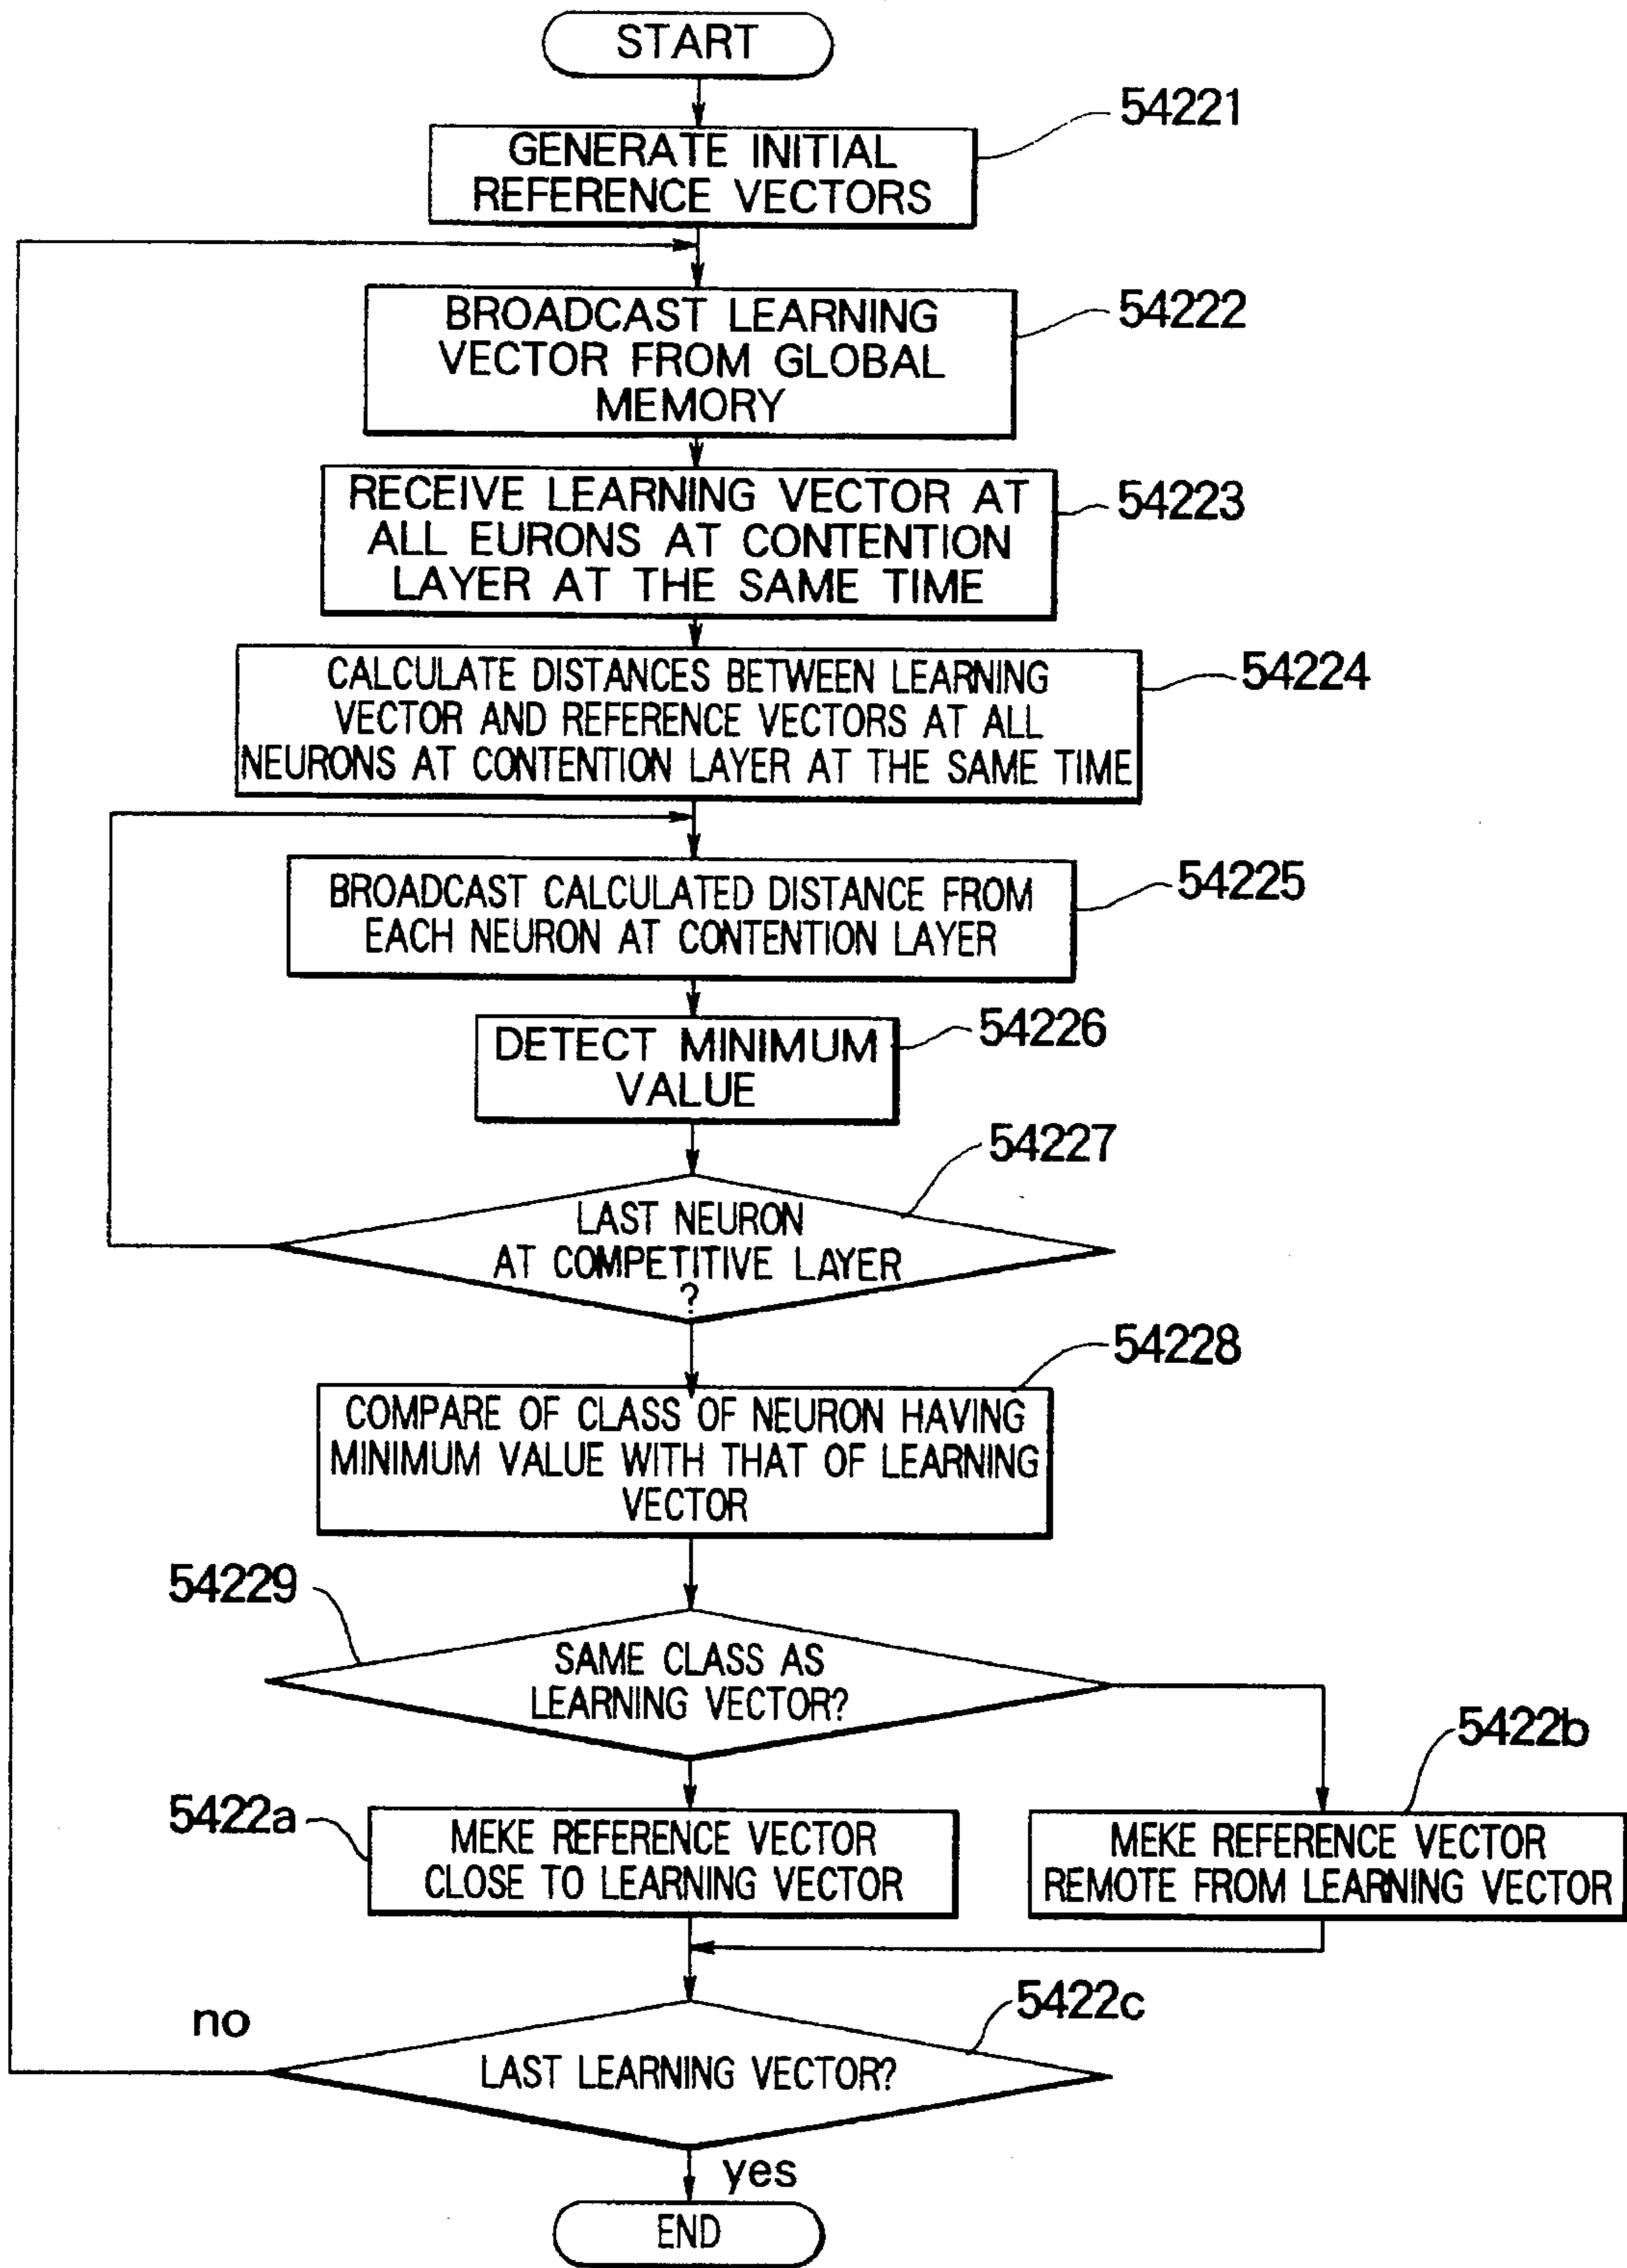 START
54221
GENERATE INITIAL
REFERENCE VECTORS
54222
BROADCAST LEARNING
VECTOR FROM GLOBAL
MEMORY
54223
RECEIVE LEARNING VECTOR AT
ALL EURONS AT CONTENTION
LAYER AT THE SAME TIME
54224
CALCULATE DISTANCES BETWEEN LEARNING
VECTOR AND REFERENCE VECTORS AT ALL
NEURONS AT CONTENTION LAYER AT THE SAME TIME
54225
BROADCAST CALCULATED DISTANCE FROM
EACH NEURON AT CONTENTION LAYER
54226
DETECT MINIMUM
VALUE
54227
LAST NEURON
AT COMPETITIVE LAYER
?
54228
COMPARE OF CLASS OF NEURON HAVING
MINIMUM VALUE WITH THAT OF LEARNING
VECTOR
54229
SAME CLASS AS
LEARNING VECTOR?
5422a
MEKE REFERENCE VECTOR
CLOSE TO LEARNING VECTOR
5422b
MEKE REFERENCE VECTOR
REMOTE FROM LEARNING VECTOR
5422c
no
LAST LEARNING VECTOR?
yes
END